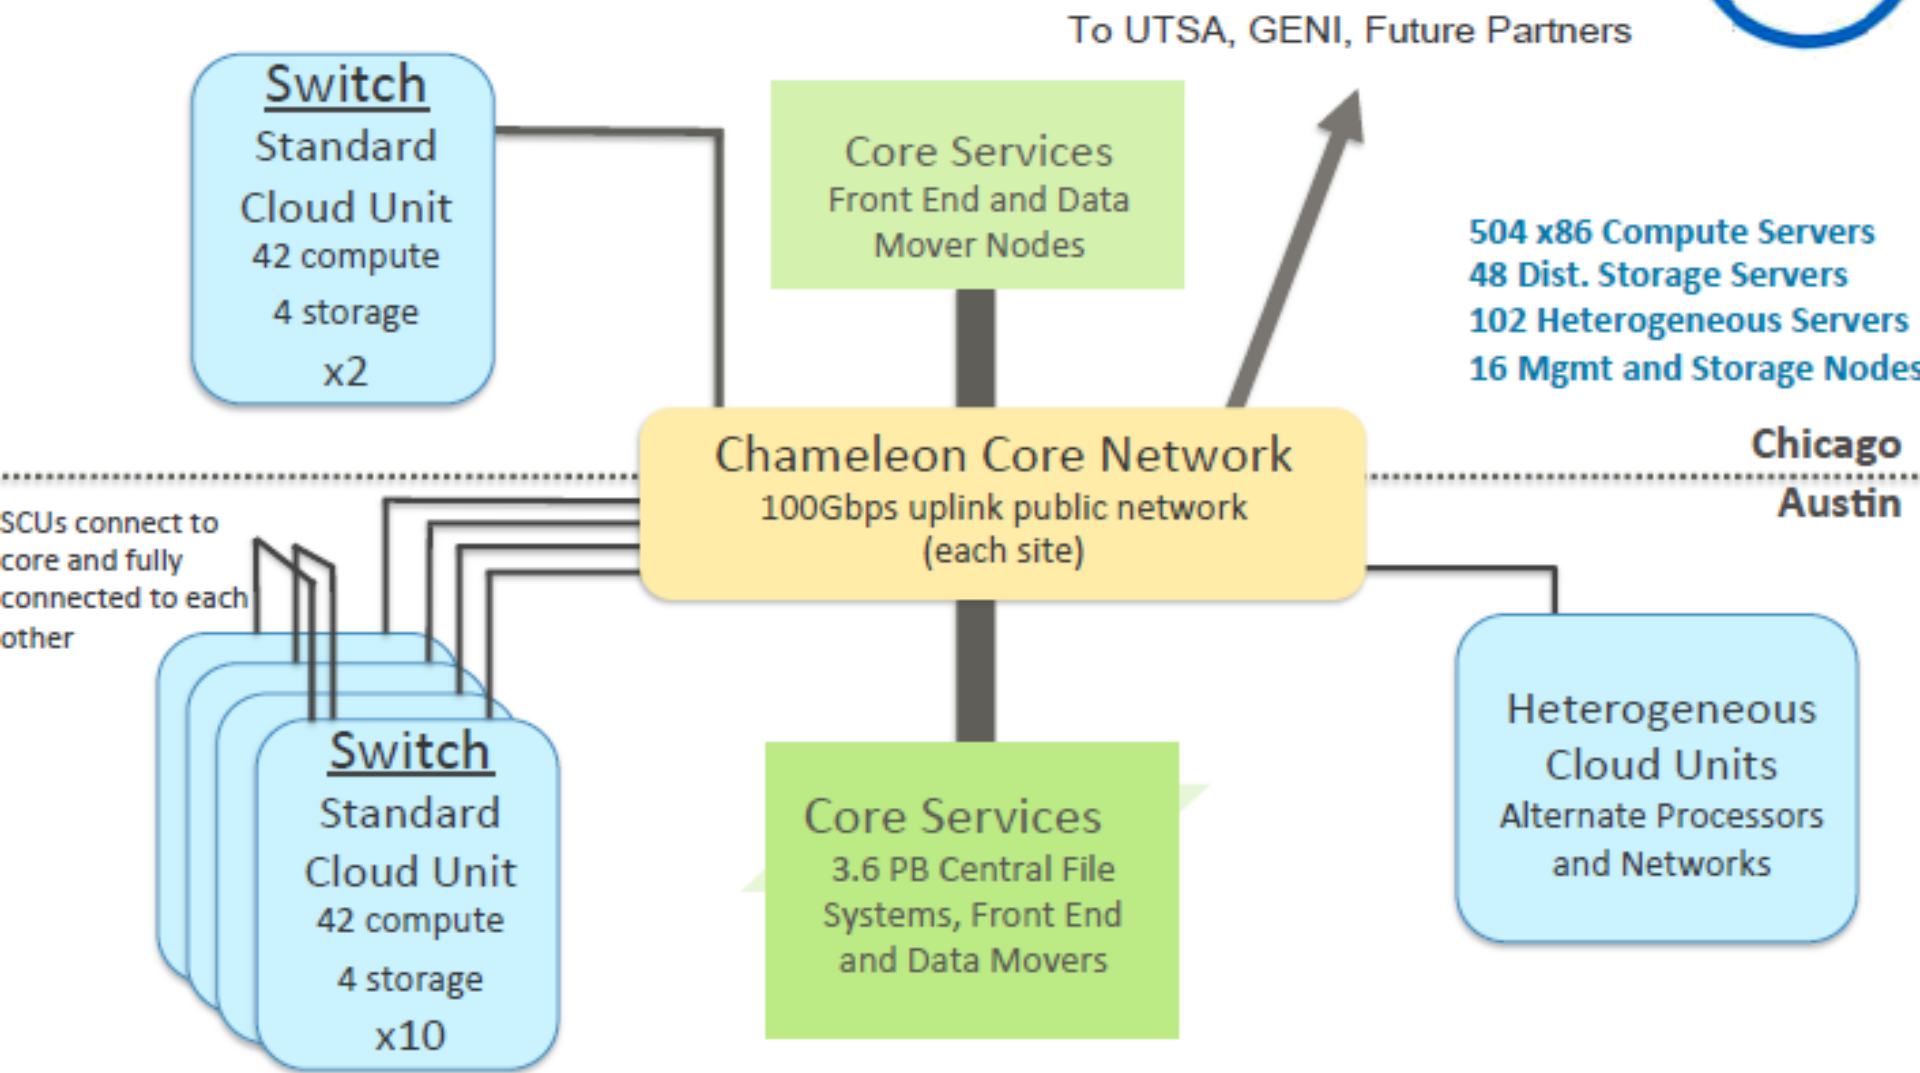 To UTSA, GENI, Future Partners
Switch
Standard
Cloud Unit
42 compute
4 storage
x2
Core Services
Front End and Data
Mover Nodes
504 x86 Compute Servers
48 Dist. Storage Servers
102 Heterogeneous Servers
16 Mgmt and Storage Nodes
Chicago
Austin
Chameleon Core Network
100Gbps uplink public network
(each site)
SCUs connect to
core and fully
connected to each
other
Switch
Standard
Cloud Unit
42 compute
4 storage
x10
Core Services
3.6 PB Central File
Systems, Front End
and Data Movers
Heterogeneous
Cloud Units
Alternate Processors
and Networks